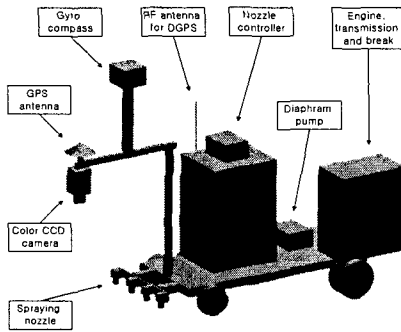 Gyro
compass
RF antenna
for DGPS
Nozzle
controller
Engine,
transmission
and break
GPS
antenna
Diaphram
pump
Color CCD
camera
Spraying
nozzle